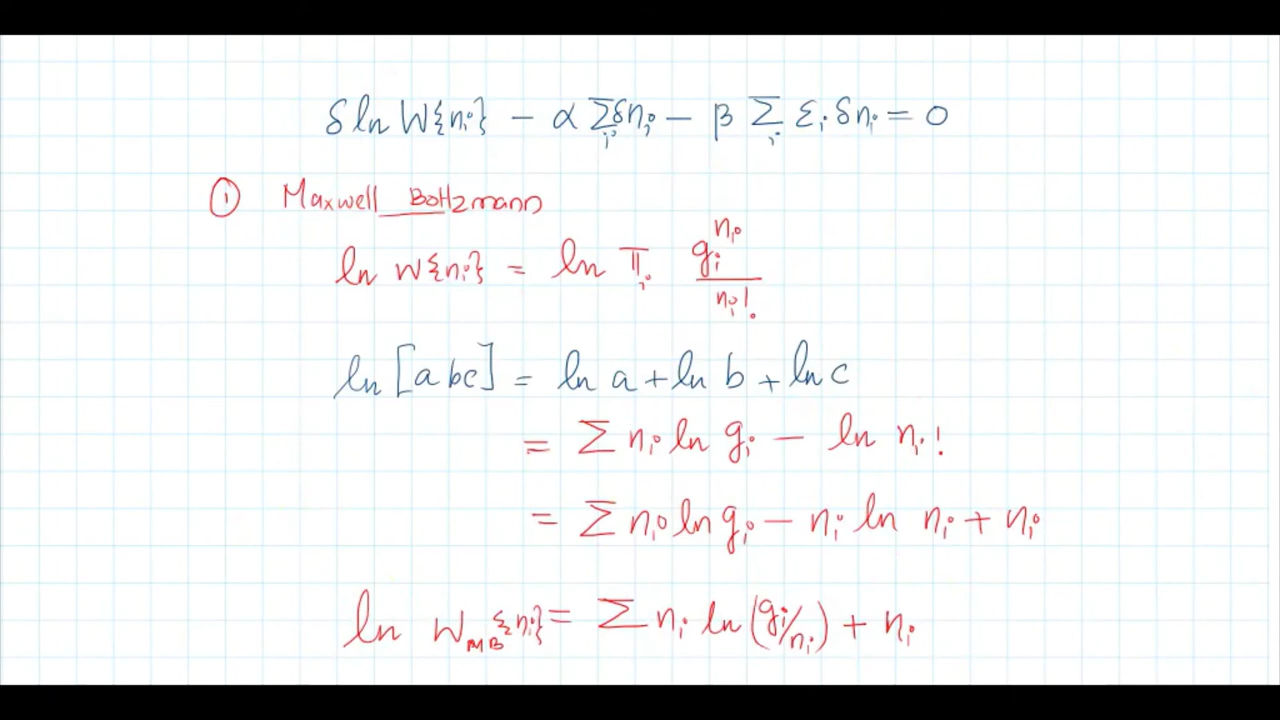 δ ln W{nᵢ} − α Σᵢ δnᵢ − β Σᵢ εᵢ δnᵢ = 0
① Maxwell Boltzmann
ln W{nᵢ} = ln πᵢ gᵢ^nᵢ / nᵢ!
ln [abc] = ln a + ln b + ln c
= Σ nᵢ ln gᵢ − ln nᵢ!
= Σ nᵢ ln gᵢ − nᵢ ln nᵢ + nᵢ
ln W_MB{nᵢ} = Σ nᵢ ln (gᵢ/nᵢ) + nᵢ